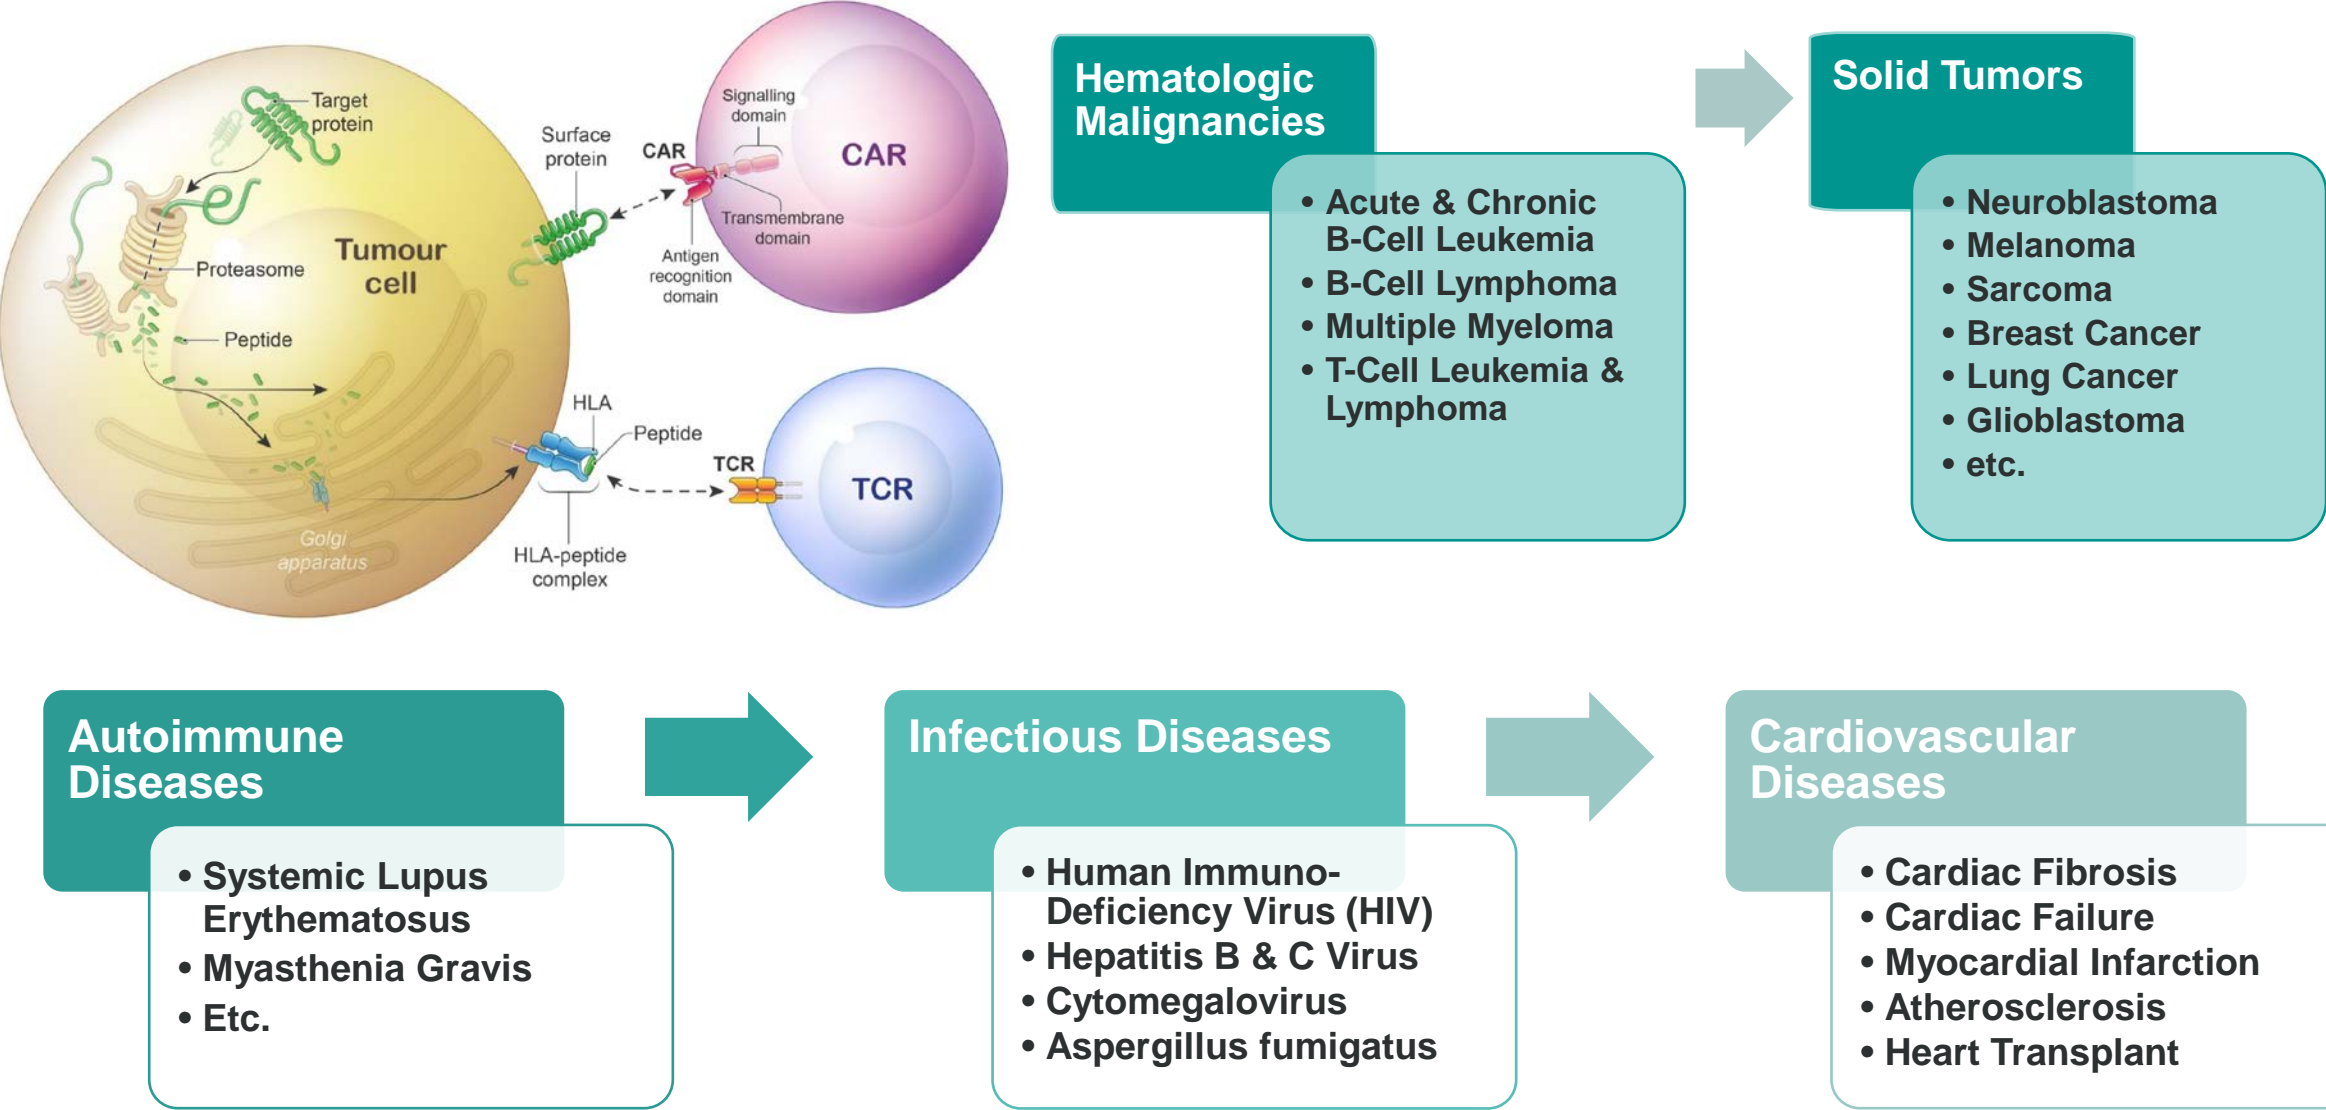 Target
protein
Proteasome
Tumour
cell
Peptide
Golgi
apparatus
Surface
protein
CAR
Signalling
domain
CAR
Transmembrane
domain
Antigen
recognition
domain
HLA
Peptide
TCR
TCR
HLA-peptide
complex
Hematologic
Malignancies
• Acute & Chronic
B-Cell Leukemia
• B-Cell Lymphoma
• Multiple Myeloma
• T-Cell Leukemia &
Lymphoma
Solid Tumors
• Neuroblastoma
• Melanoma
• Sarcoma
• Breast Cancer
• Lung Cancer
• Glioblastoma
• etc.
Autoimmune
Diseases
• Systemic Lupus
Erythematosus
• Myasthenia Gravis
• Etc.
Infectious Diseases
• Human Immuno-
Deficiency Virus (HIV)
• Hepatitis B & C Virus
• Cytomegalovirus
• Aspergillus fumigatus
Cardiovascular
Diseases
• Cardiac Fibrosis
• Cardiac Failure
• Myocardial Infarction
• Atherosclerosis
• Heart Transplant